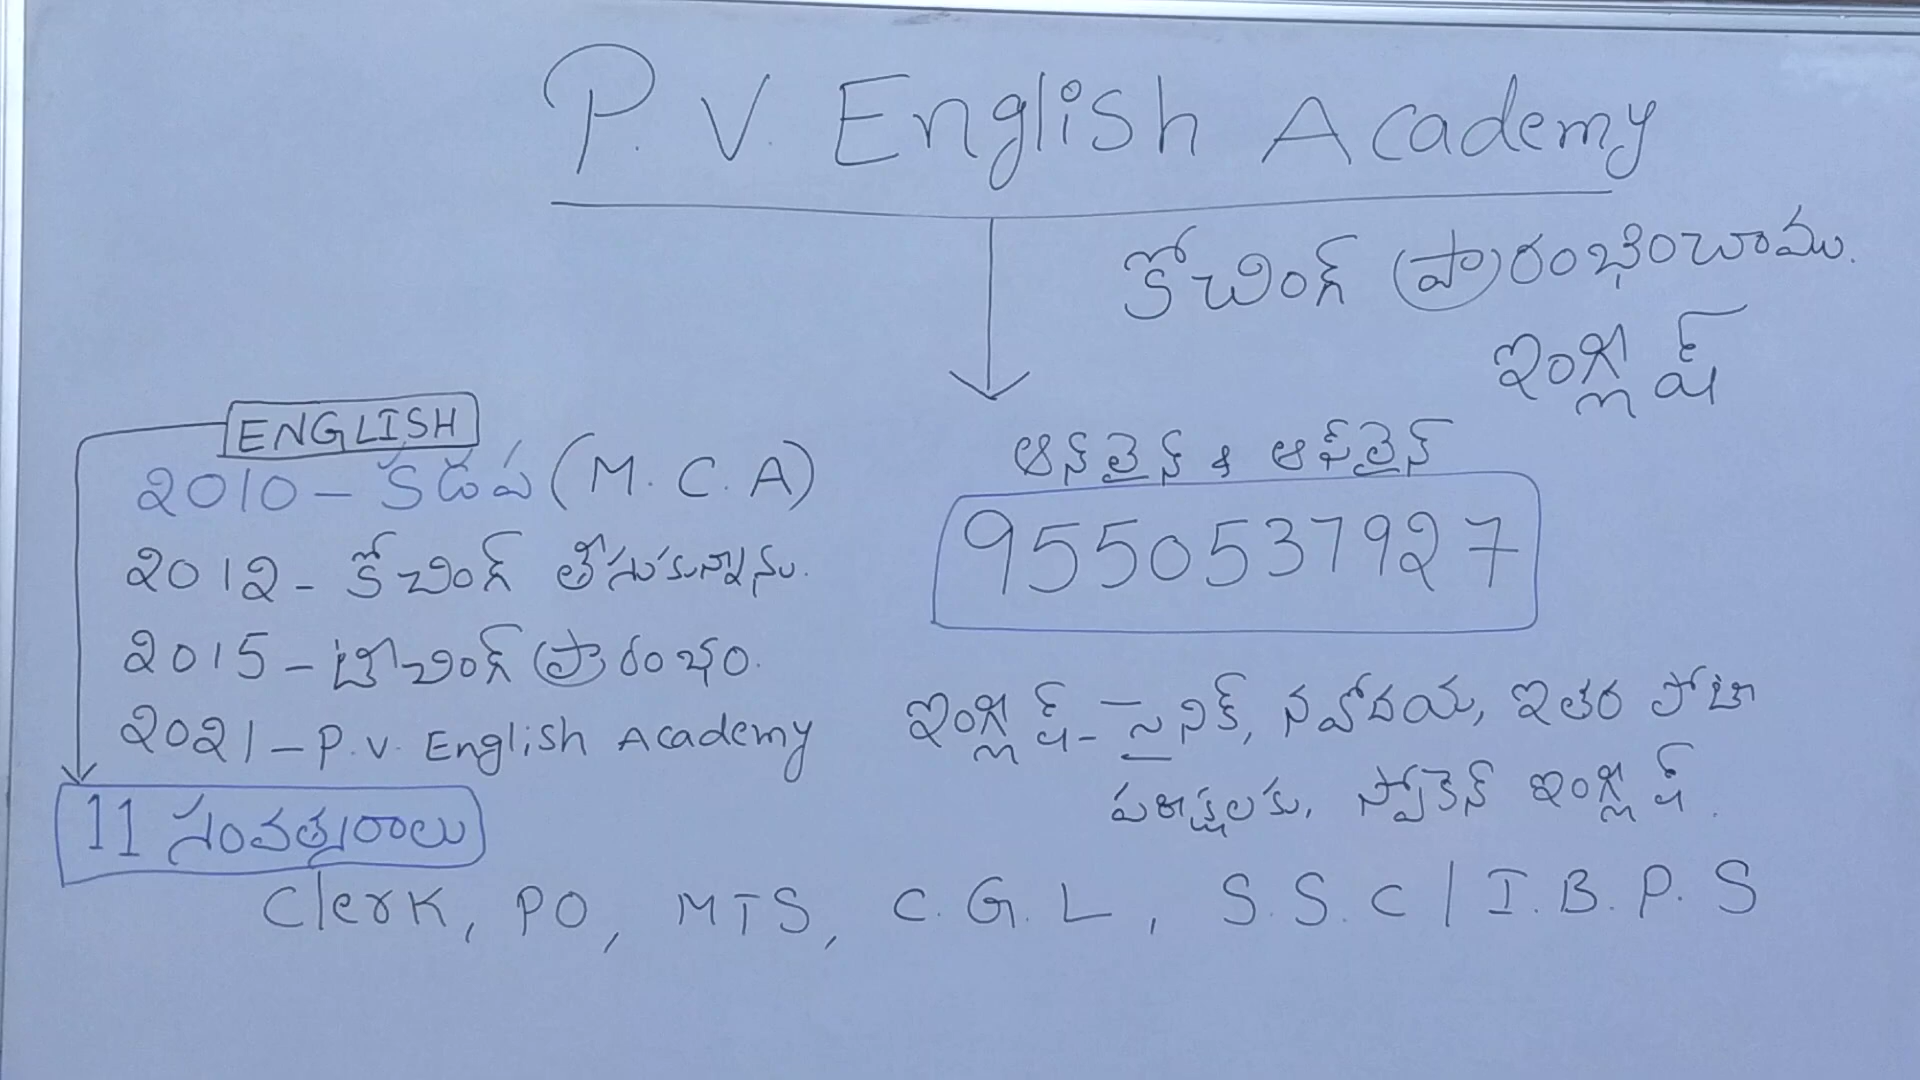 P. V. English Academy
కోచింగ్ ప్రారంభించాము.
ఇంగ్లీష్
ఆన్‌లైన్ & ఆఫ్‌లైన్
9550537927
ఇంగ్లీష్ - సైనిక్, నవోదయ, ఇతర పోటీ
పరీక్షలకు, స్పోకెన్ ఇంగ్లీష్.
ENGLISH
2010 - కడప (M. C. A)
2012 - కోచింగ్ తీసుకున్నాను.
2015 - టీచింగ్ ప్రారంభం.
2021 - P. V. English Academy
11 సంవత్సరాలు
Clerk, PO, MTS, C. G. L, S. S. C / I. B. P. S